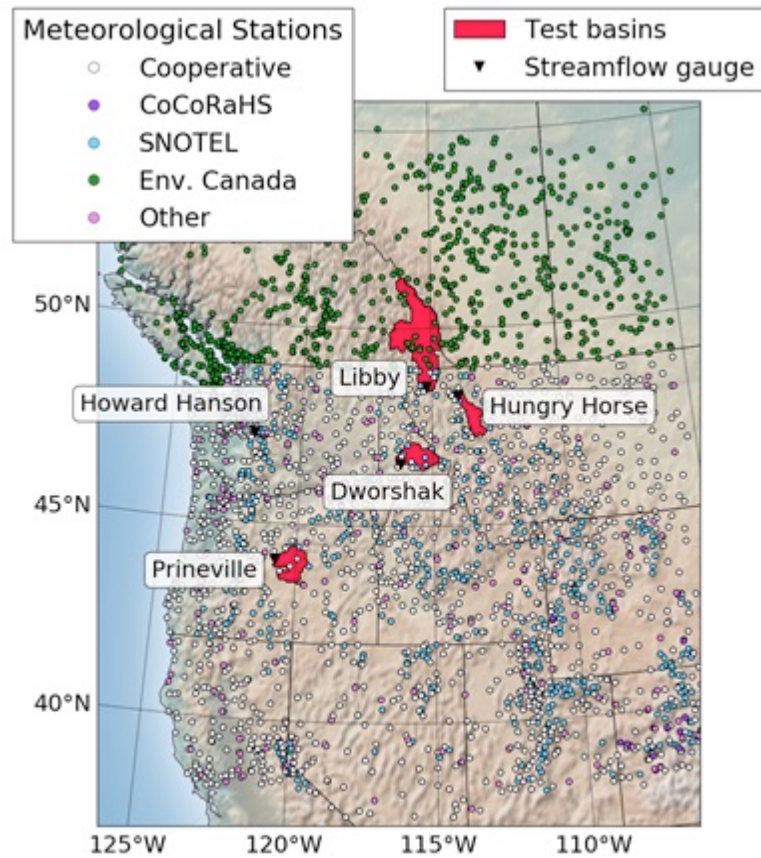 Meteorological Stations
Cooperative
CoCoRaHS
SNOTEL
Env. Canada
Other
Test basins
Streamflow gauge
50°N
45°N
40°N
Libby
Howard Hanson
Hungry Horse
Dworshak
Prineville
125°W
120°W
115°W
110°W